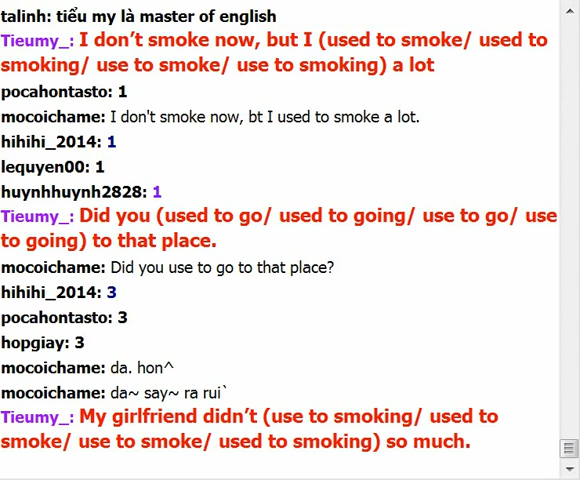 talinh: tiểu my là master of english
Tieumy_: I don't smoke now, but I (used to smoke/ used to
smoking/ use to smoke/ use to smoking) a lot
pocahontasto: 1
mocoichame: I don't smoke now, bt I used to smoke a lot.
hihihi_2014: 1
lequyen00: 1
huynhhuynh2828: 1
Tieumy_: Did you (used to go/ used to going/ use to go/ use
to going) to that place.
mocoichame: Did you use to go to that place?
hihihi_2014: 3
pocahontasto: 3
hopgiay: 3
mocoichame: da. hon^
mocoichame: da~ say~ ra rui`
Tieumy_: My girlfriend didn't (use to smoking/ used to
smoke/ use to smoke/ used to smoking) so much.